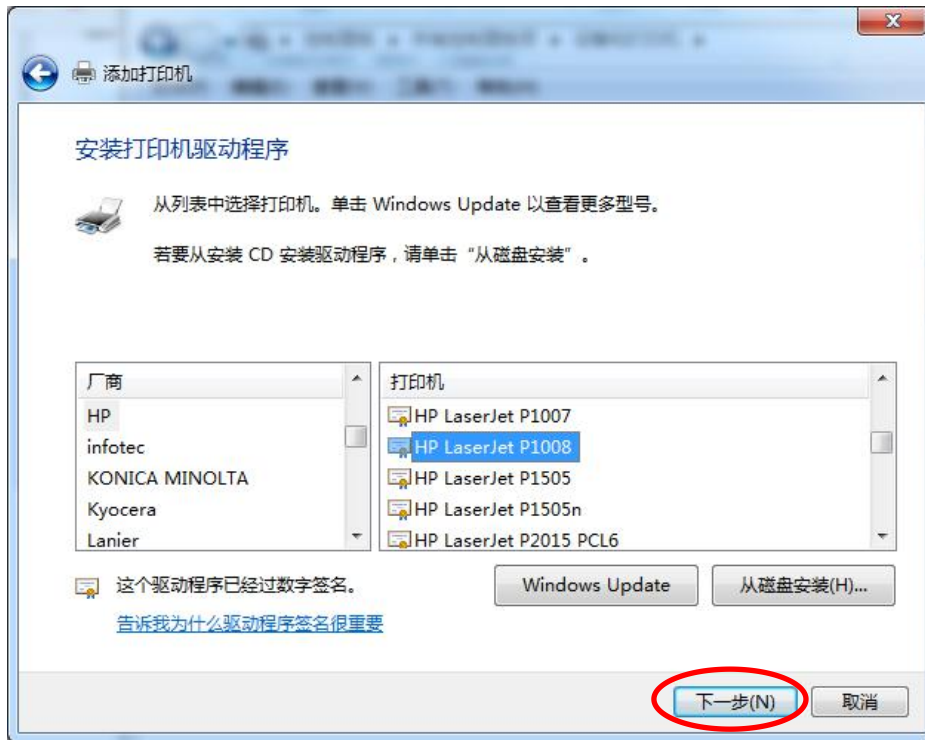 添加打印机
安装打印机驱动程序
从列表中选择打印机。单击 Windows Update 以查看更多型号。
若要从安装 CD 安装驱动程序，请单击“从磁盘安装”。
厂商
HP
infotec
KONICA MINOLTA
Kyocera
Lanier
打印机
HP LaserJet P1007
HP LaserJet P1008
HP LaserJet P1505
HP LaserJet P1505n
HP LaserJet P2015 PCL6
这个驱动程序已经过数字签名。
告诉我为什么驱动程序签名很重要
Windows Update
从磁盘安装(H)...
下一步(N)
取消